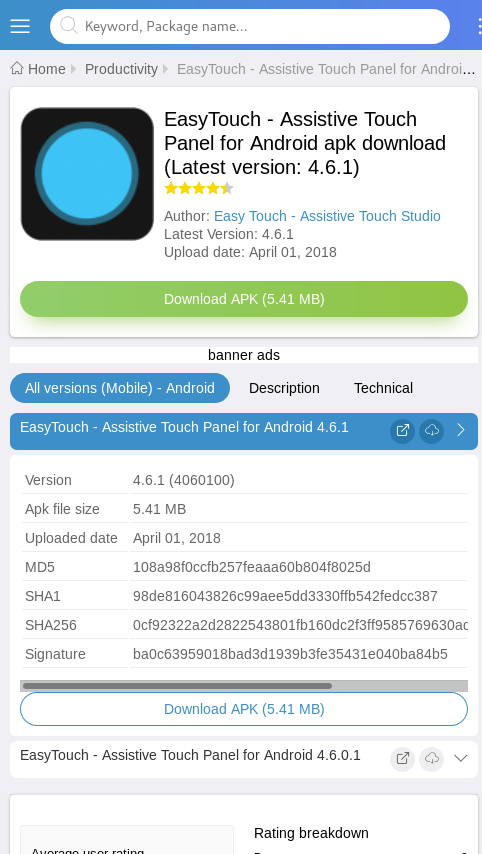 Keyword, Package name...
Home Productivity EasyTouch - Assistive Touch Panel for Androi...
EasyTouch - Assistive Touch
Panel for Android apk download
(Latest version: 4.6.1)
Author: Easy Touch - Assistive Touch Studio
Latest Version: 4.6.1
Upload date: April 01, 2018
Download APK (5.41 MB)
banner ads
All versions (Mobile) - Android Description Technical
EasyTouch - Assistive Touch Panel for Android 4.6.1
Version 4.6.1 (4060100)
Apk file size 5.41 MB
Uploaded date April 01, 2018
MD5 108a98f0ccfb257feaaa60b804f8025d
SHA1 98de816043826c99aee5dd3330ffb542fedcc387
SHA256 0cf92322a2d2822543801fb160dc2f3ff9585769630ad
Signature ba0c63959018bad3d1939b3fe35431e040ba84b5
Download APK (5.41 MB)
EasyTouch - Assistive Touch Panel for Android 4.6.0.1
Rating breakdown
Average user rating